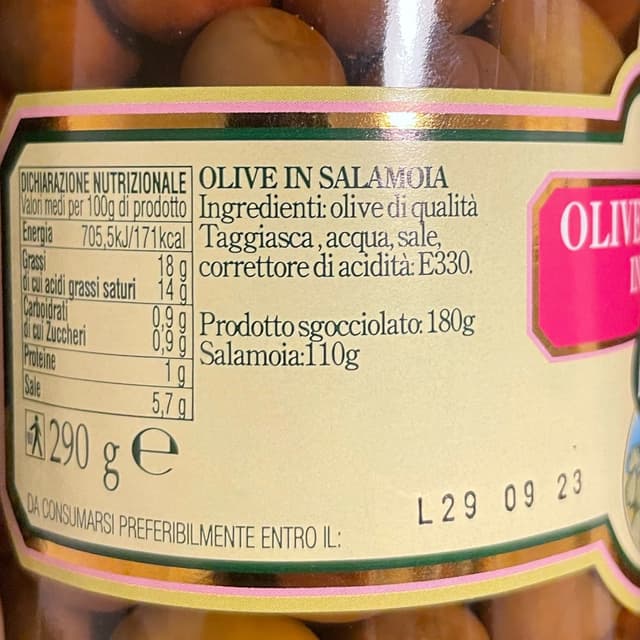 DICHIARAZIONE NUTRIZIONALE
Valori medi per 100g di prodotto
Energia 705,5kJ/171kcal
Grassi 18 g
di cui acidi grassi saturi 14 g
Carboidrati 0,9 g
di cui Zuccheri 0,9 g
Proteine 1 g
Sale 5,7 g
OLIVE IN SALAMOIA
Ingredienti: olive di qualità
Taggiasca, acqua, sale,
correttore di acidità: E330.
Prodotto sgocciolato: 180g
Salamoia:110g
290 g e
DA CONSUMARSI PREFERIBILMENTE ENTRO IL:
L29 09 23
OLIVE